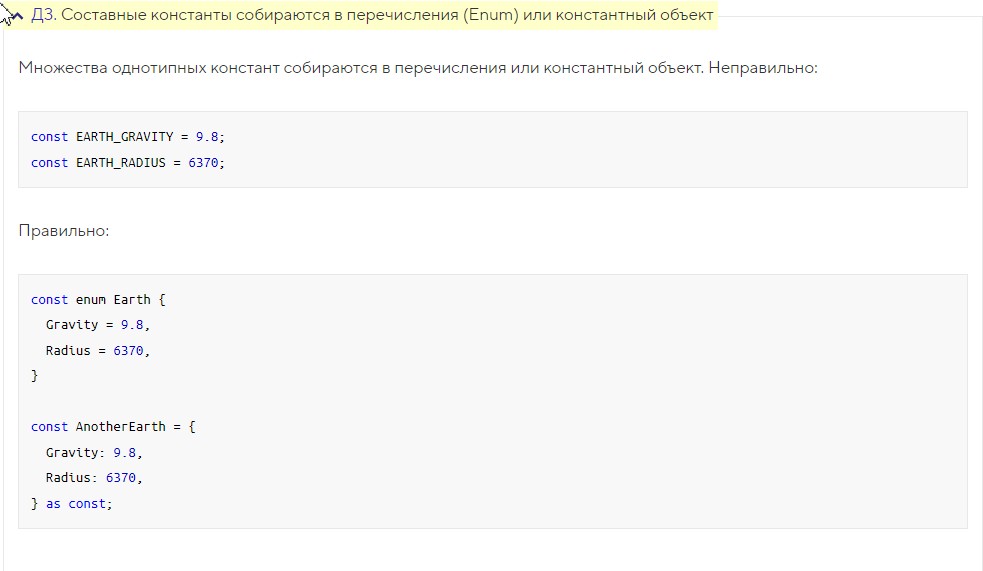 Д3. Составные константы собираются в перечисления (Enum) или константный объект
Множества однотипных констант собираются в перечисления или константный объект. Неправильно:
const EARTH_GRAVITY = 9.8;
const EARTH_RADIUS = 6370;
Правильно:
const enum Earth {
  Gravity = 9.8,
  Radius = 6370,
}
const AnotherEarth = {
  Gravity: 9.8,
  Radius: 6370,
} as const;